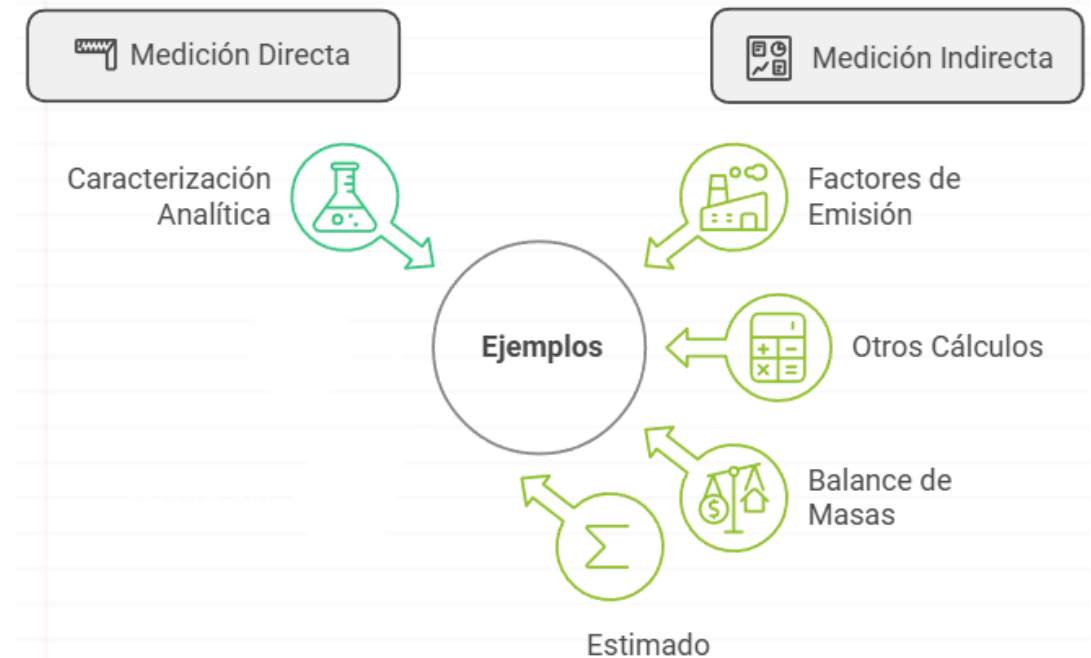 Medición Directa
Medición Indirecta
Caracterización
Analítica
Factores de
Emisión
Ejemplos
Otros Cálculos
Balance de
Masas
Estimado